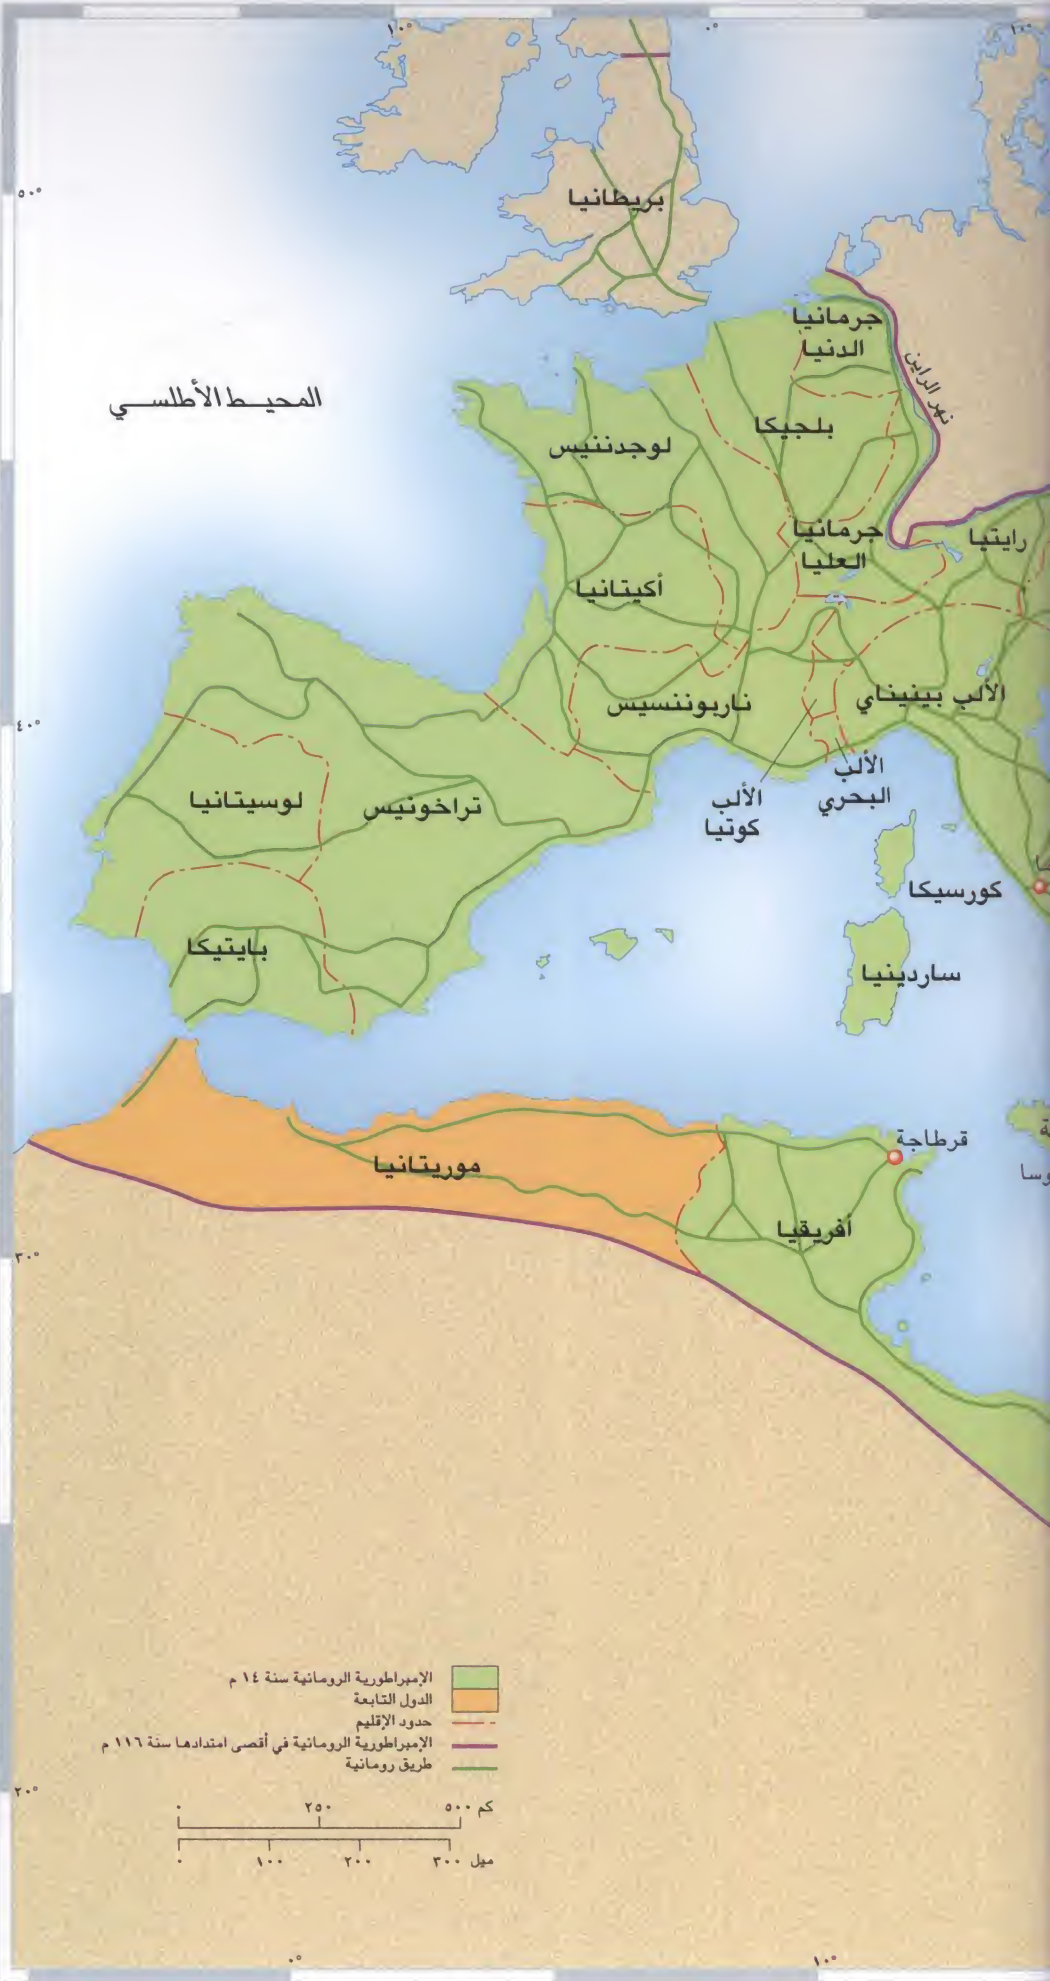 ١٠°
٠°
١٠°
٥٠°
بريطانيا
جرمانيا
الدنيا
نهر الراين
المحيط الأطلسي
بلجيكا
لوجدننيس
جرمانيا
العليا
رايتيا
أكيتانيا
الألب بينيناي
ناربوننسيس
٤٠°
الألب
البحري
الألب
كوتيا
لوسيتانيا
تراخونيس
كورسيكا
بايتيكا
ساردينيا
قرطاجة
ة
وسا
موريتانيا
أفريقيا
٣٠°
الإمبراطورية الرومانية سنة ١٤ م
الدول التابعة
حدود الإقليم
الإمبراطورية الرومانية في أقصى امتدادها سنة ١١٦ م
طريق رومانية
٢٠°
٠ ٢٥٠ ٥٠٠ كم
٠ ١٠٠ ٢٠٠ ٣٠٠ ميل
٠°
١٠°